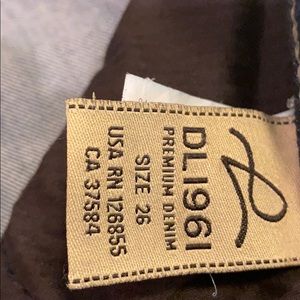 DL1961
PREMIUM DENIM
SIZE 26
USA RN 126855
CA 37584